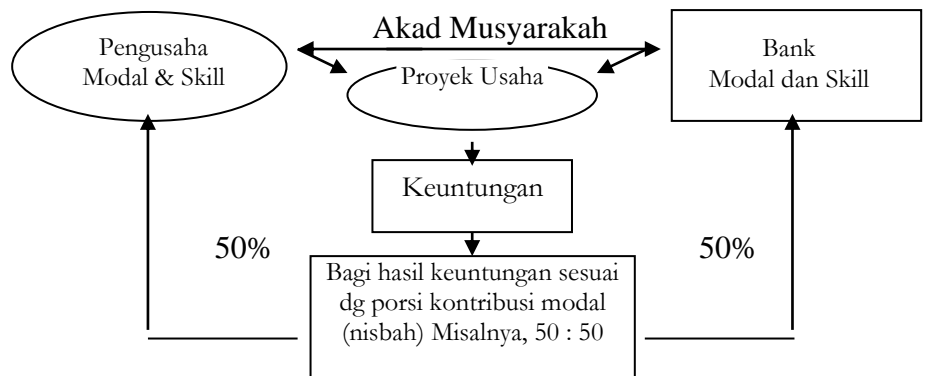 Akad Musyarakah
Pengusaha
Modal & Skill
Proyek Usaha
Bank
Modal dan Skill
Keuntungan
50%
50%
Bagi hasil keuntungan sesuai
dg porsi kontribusi modal
(nisbah) Misalnya, 50 : 50